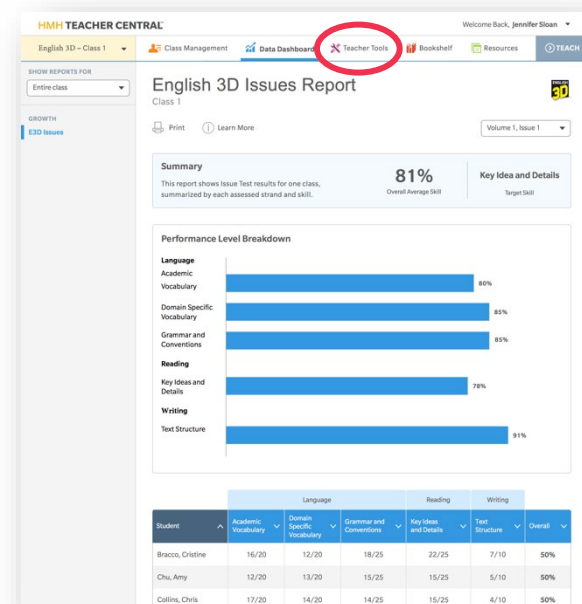 HMH TEACHER CENTRAL
Welcome Back, Jennifer Sloan
English 3D – Class 1
Class Management
Data Dashboard
Teacher Tools
Bookshelf
Resources
TEACH
SHOW REPORTS FOR
Entire class
GROWTH
E3D Issues
English 3D Issues Report
Class 1
ENGLISH
3D
Print
Learn More
Volume 1, Issue 1
Summary
This report shows Issue Test results for one class,
summarized by each assessed strand and skill.
81%
Overall Average Skill
Key Idea and Details
Target Skill
Performance Level Breakdown
Language
Academic
Vocabulary
80%
Domain Specific
Vocabulary
85%
Grammar and
Conventions
85%
Reading
Key Ideas and
Details
78%
Writing
Text Structure
91%
Language Reading Writing
Student
Academic
Vocabulary
Domain
Specific
Vocabulary
Grammar and
Conventions
Key Ideas
and Details
Text
Structure
Overall
Bracco, Cristine 16/20 12/20 18/25 22/25 7/10 50%
Chu, Amy 12/20 13/20 15/25 15/25 5/10 50%
Collins, Chris 17/20 14/20 14/25 15/25 4/10 50%